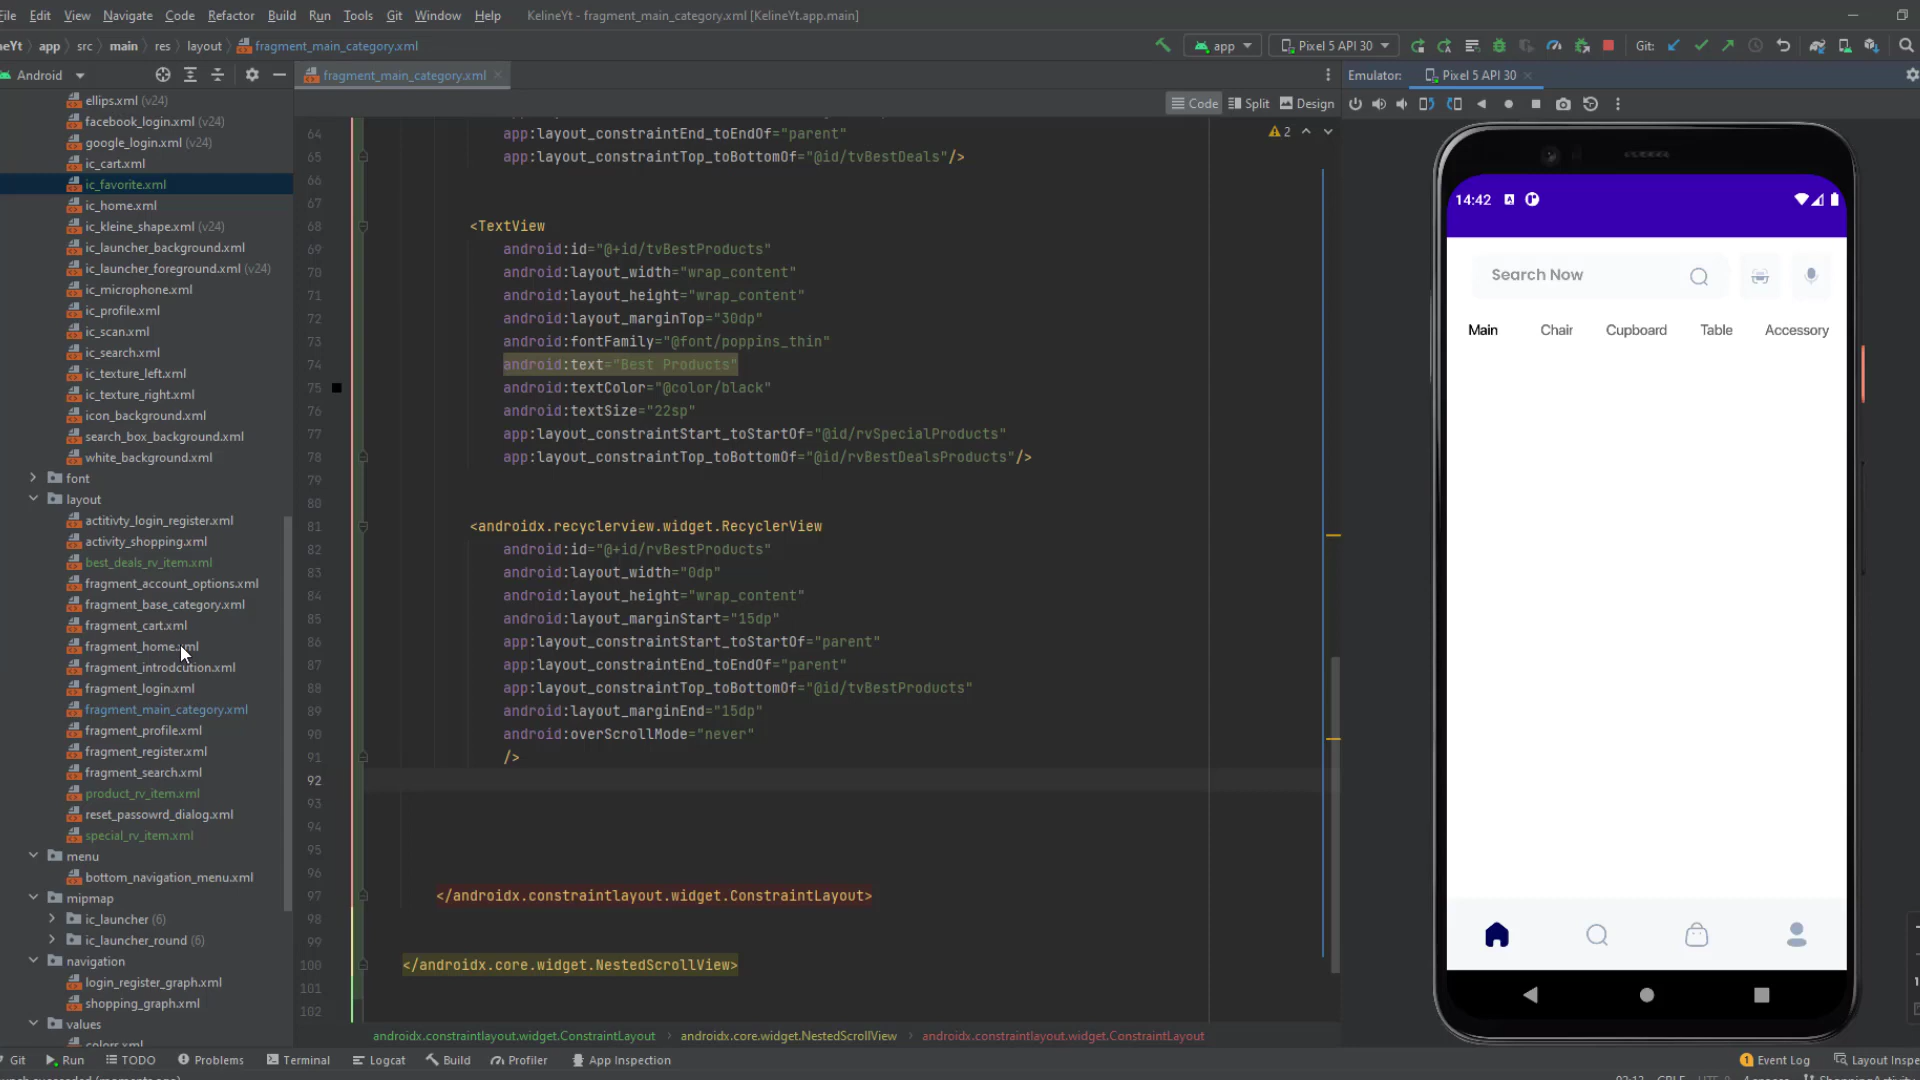 File Edit View Navigate Code Refactor Build Run Tools Git Window Help KelineYt - fragment_main_category.xml [KelineYt.app.main]
neYt app src main res layout fragment_main_category.xml
app Pixel 5 API 30 Git:
Android
fragment_main_category.xml
Emulator: Pixel 5 API 30
Code Split Design
ellips.xml (v24)
facebook_login.xml (v24)
google_login.xml (v24)
ic_cart.xml
ic_favorite.xml
ic_home.xml
ic_kleine_shape.xml (v24)
ic_launcher_background.xml
ic_launcher_foreground.xml (v24)
ic_microphone.xml
ic_profile.xml
ic_scan.xml
ic_search.xml
ic_texture_left.xml
ic_texture_right.xml
icon_background.xml
search_box_background.xml
white_background.xml
font
layout
actitivty_login_register.xml
activity_shopping.xml
best_deals_rv_item.xml
fragment_account_options.xml
fragment_base_category.xml
fragment_cart.xml
fragment_home.xml
fragment_introdcution.xml
fragment_login.xml
fragment_main_category.xml
fragment_profile.xml
fragment_register.xml
fragment_search.xml
product_rv_item.xml
reset_passowrd_dialog.xml
special_rv_item.xml
menu
bottom_navigation_menu.xml
mipmap
ic_launcher (6)
ic_launcher_round (6)
navigation
login_register_graph.xml
shopping_graph.xml
values
2
64 app:layout_constraintEnd_toEndOf="parent"
65 app:layout_constraintTop_toBottomOf="@id/tvBestDeals"/>
66
67
68 <TextView
69 android:id="@+id/tvBestProducts"
70 android:layout_width="wrap_content"
71 android:layout_height="wrap_content"
72 android:layout_marginTop="30dp"
73 android:fontFamily="@font/poppins_thin"
74 android:text="Best Products"
75 android:textColor="@color/black"
76 android:textSize="22sp"
77 app:layout_constraintStart_toStartOf="@id/rvSpecialProducts"
78 app:layout_constraintTop_toBottomOf="@id/rvBestDealsProducts"/>
79
80
81 <androidx.recyclerview.widget.RecyclerView
82 android:id="@+id/rvBestProducts"
83 android:layout_width="0dp"
84 android:layout_height="wrap_content"
85 android:layout_marginStart="15dp"
86 app:layout_constraintStart_toStartOf="parent"
87 app:layout_constraintEnd_toEndOf="parent"
88 app:layout_constraintTop_toBottomOf="@id/tvBestProducts"
89 android:layout_marginEnd="15dp"
90 android:overScrollMode="never"
91 />
92
93
94
95
96
97 </androidx.constraintlayout.widget.ConstraintLayout>
98
99
100 </androidx.core.widget.NestedScrollView>
101
102
androidx.constraintlayout.widget.ConstraintLayout androidx.core.widget.NestedScrollView androidx.constraintlayout.widget.ConstraintLayout
14:42
Search Now
Main Chair Cupboard Table Accessory
Git Run TODO Problems Terminal Logcat Build Profiler App Inspection 1 Event Log Layout Inspe